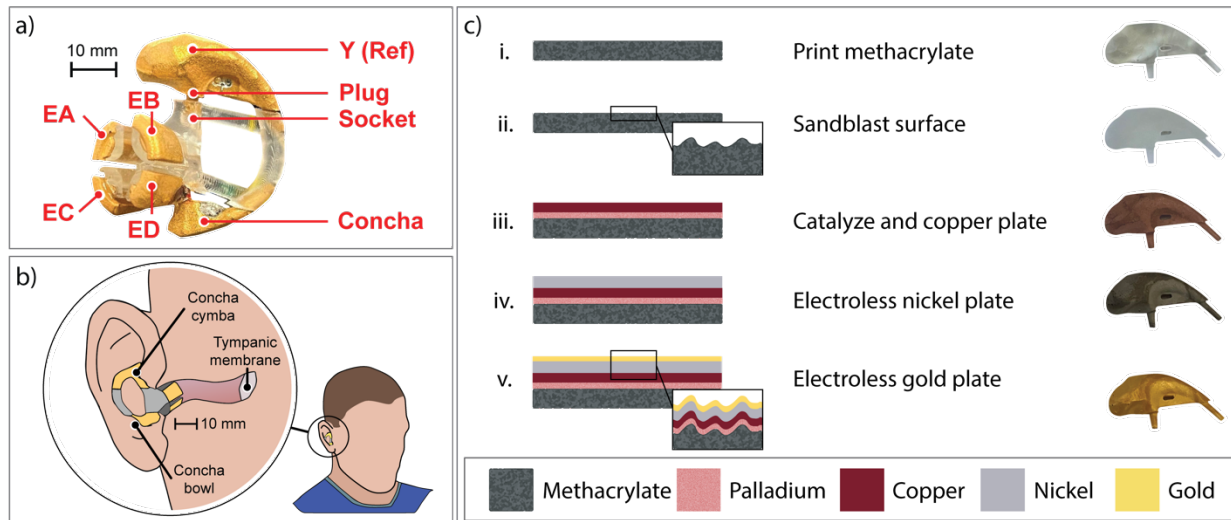 a)
10 mm
Y (Ref)
Plug
Socket
EA
EB
EC
ED
Concha
b)
Concha
cymba
Tympanic
membrane
10 mm
Concha
bowl
c)
i.
Print methacrylate
ii.
Sandblast surface
iii.
Catalyze and copper plate
iv.
Electroless nickel plate
v.
Electroless gold plate
Methacrylate
Palladium
Copper
Nickel
Gold